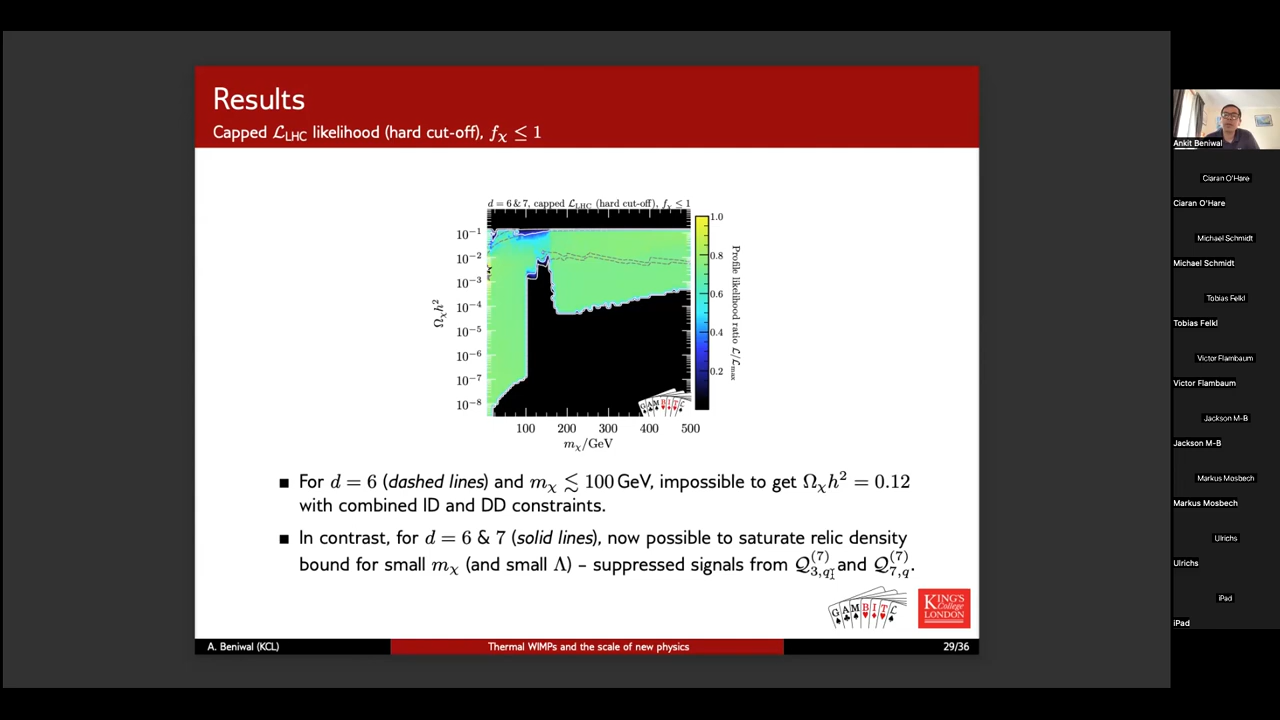 Results
Capped ℒ_LHC likelihood (hard cut-off), f_χ ≤ 1
d = 6 & 7, capped ℒ_LHC (hard cut-off), f_χ ≤ 1
10⁻¹
10⁻²
10⁻³
10⁻⁴
10⁻⁵
10⁻⁶
10⁻⁷
10⁻⁸
Ω_χh²
100 200 300 400 500
m_χ/GeV
1.0
0.8
0.6
0.4
0.2
Profile likelihood ratio ℒ/ℒ_max
GAMBIT
For d = 6 (dashed lines) and m_χ ≲ 100 GeV, impossible to get Ω_χh² = 0.12
with combined ID and DD constraints.
In contrast, for d = 6 & 7 (solid lines), now possible to saturate relic density
bound for small m_χ (and small Λ) – suppressed signals from 𝒬_{3,q}^{(7)} and 𝒬_{7,q}^{(7)}.
GAMBIT
KING'S
College
LONDON
A. Beniwal (KCL)
Thermal WIMPs and the scale of new physics
29/36
Ankit Beniwal
Ciaran O'Hare
Ciaran O'Hare
Michael Schmidt
Michael Schmidt
Tobias Felkl
Tobias Felkl
Victor Flambaum
Victor Flambaum
Jackson M-B
Jackson M-B
Markus Mosbech
Markus Mosbech
Ulrichs
Ulrichs
iPad
iPad